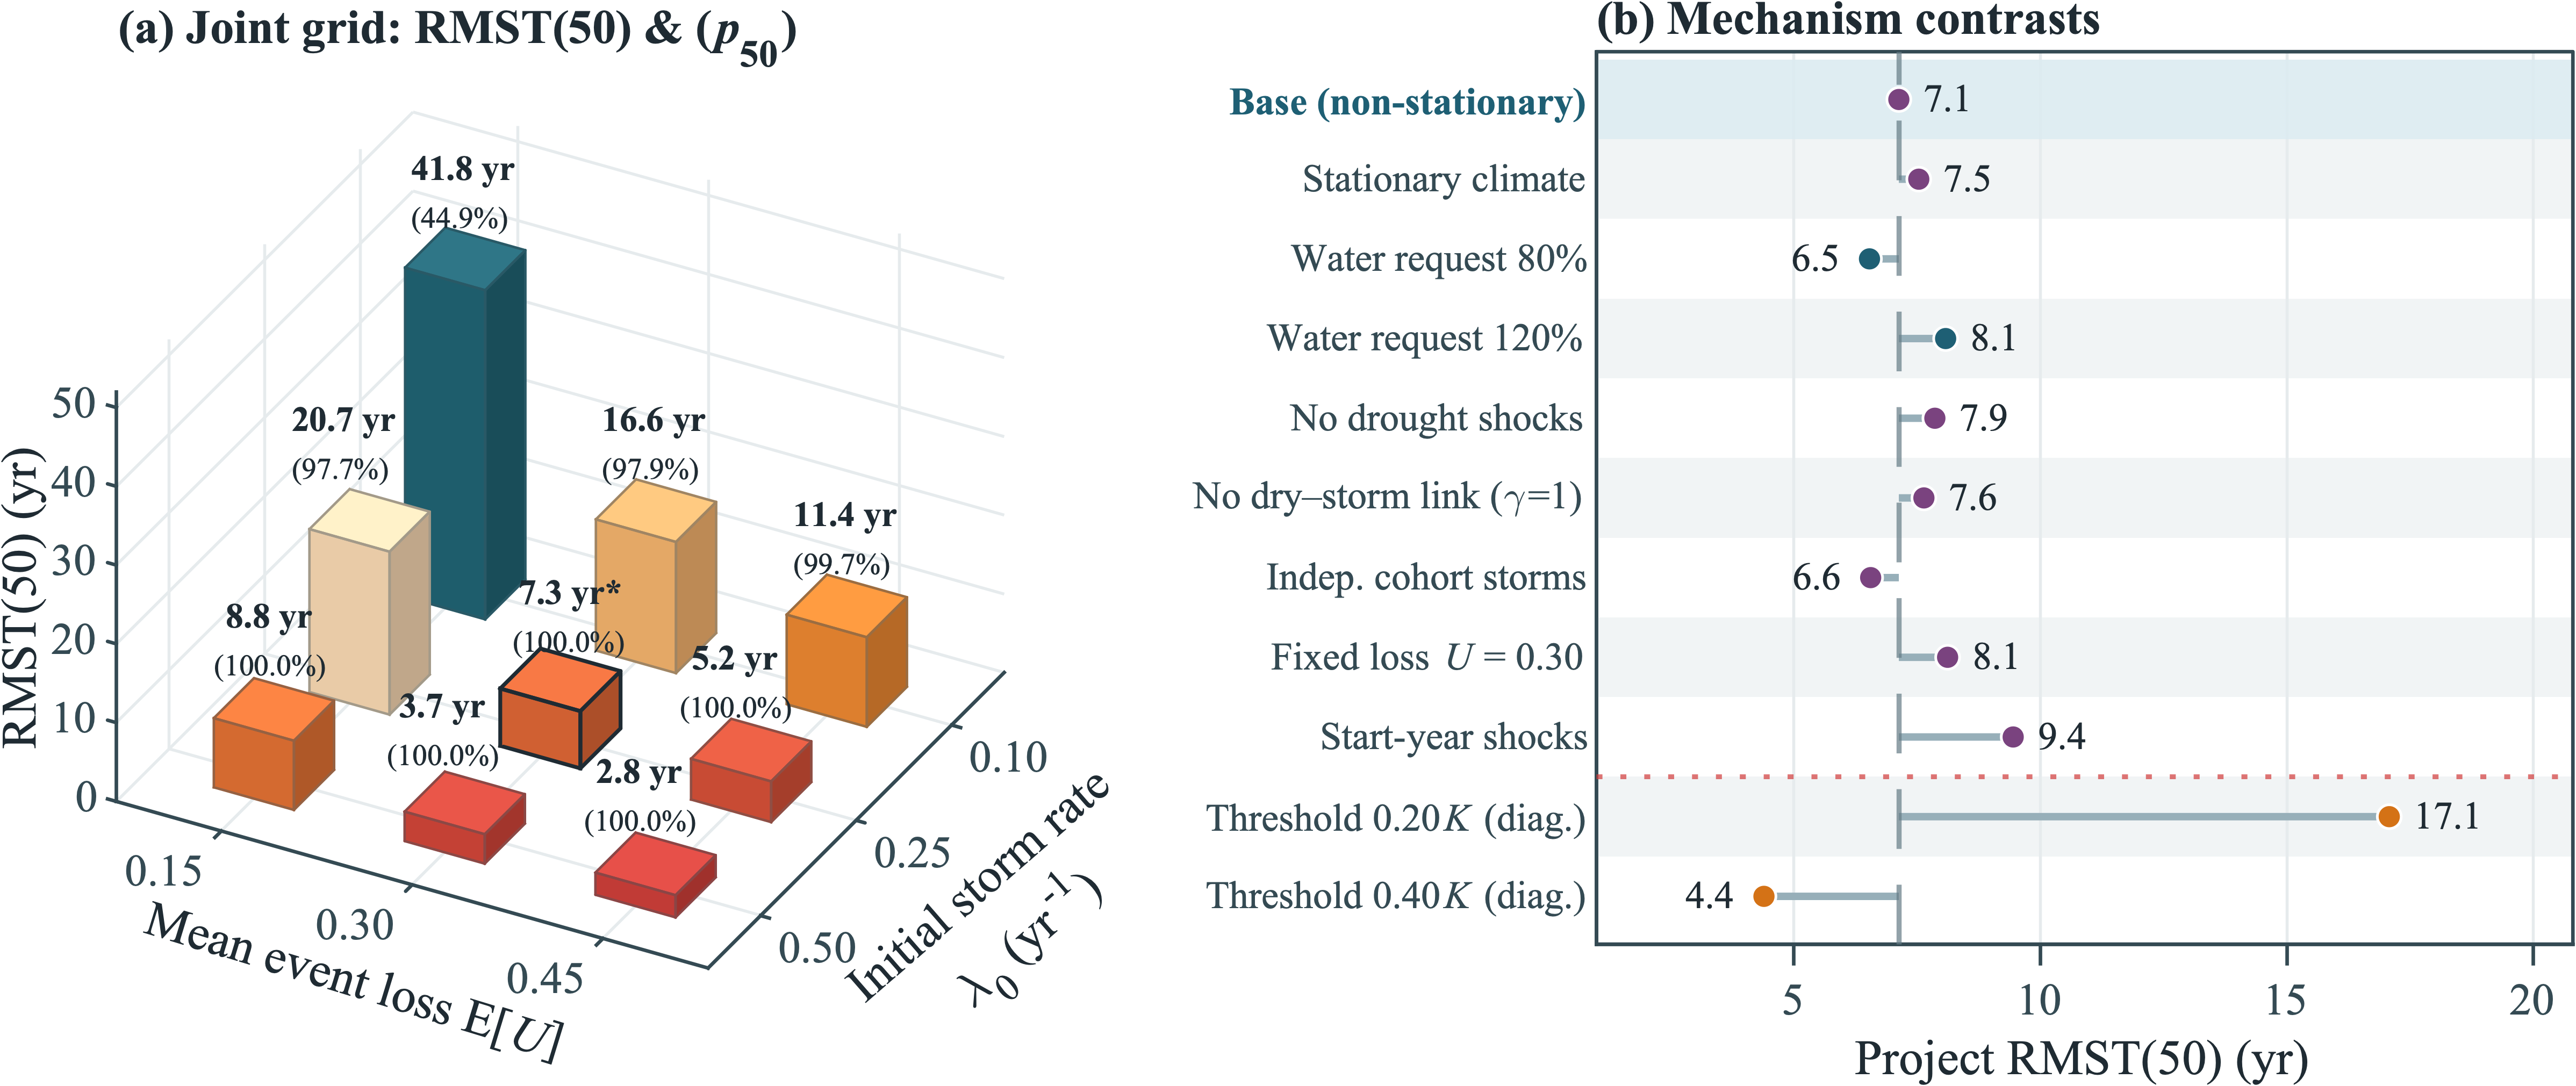 (a) Joint grid: RMST(50) & (p50)
41.8 yr
(44.9%)
20.7 yr
(97.7%)
16.6 yr
(97.9%)
11.4 yr
(99.7%)
8.8 yr
(100.0%)
7.3 yr*
(100.0%)
5.2 yr
(100.0%)
3.7 yr
(100.0%)
2.8 yr
(100.0%)
RMST(50) (yr)
50
40
30
20
10
0
0.15
0.30
0.45
Mean event loss E[U]
0.10
0.25
0.50
Initial storm rate
λ0 (yr-1)
(b) Mechanism contrasts
Base (non-stationary) 7.1
Stationary climate 7.5
Water request 80% 6.5
Water request 120% 8.1
No drought shocks 7.9
No dry–storm link (γ=1) 7.6
Indep. cohort storms 6.6
Fixed loss U = 0.30 8.1
Start-year shocks 9.4
Threshold 0.20K (diag.) 17.1
Threshold 0.40K (diag.) 4.4
5 10 15 20
Project RMST(50) (yr)